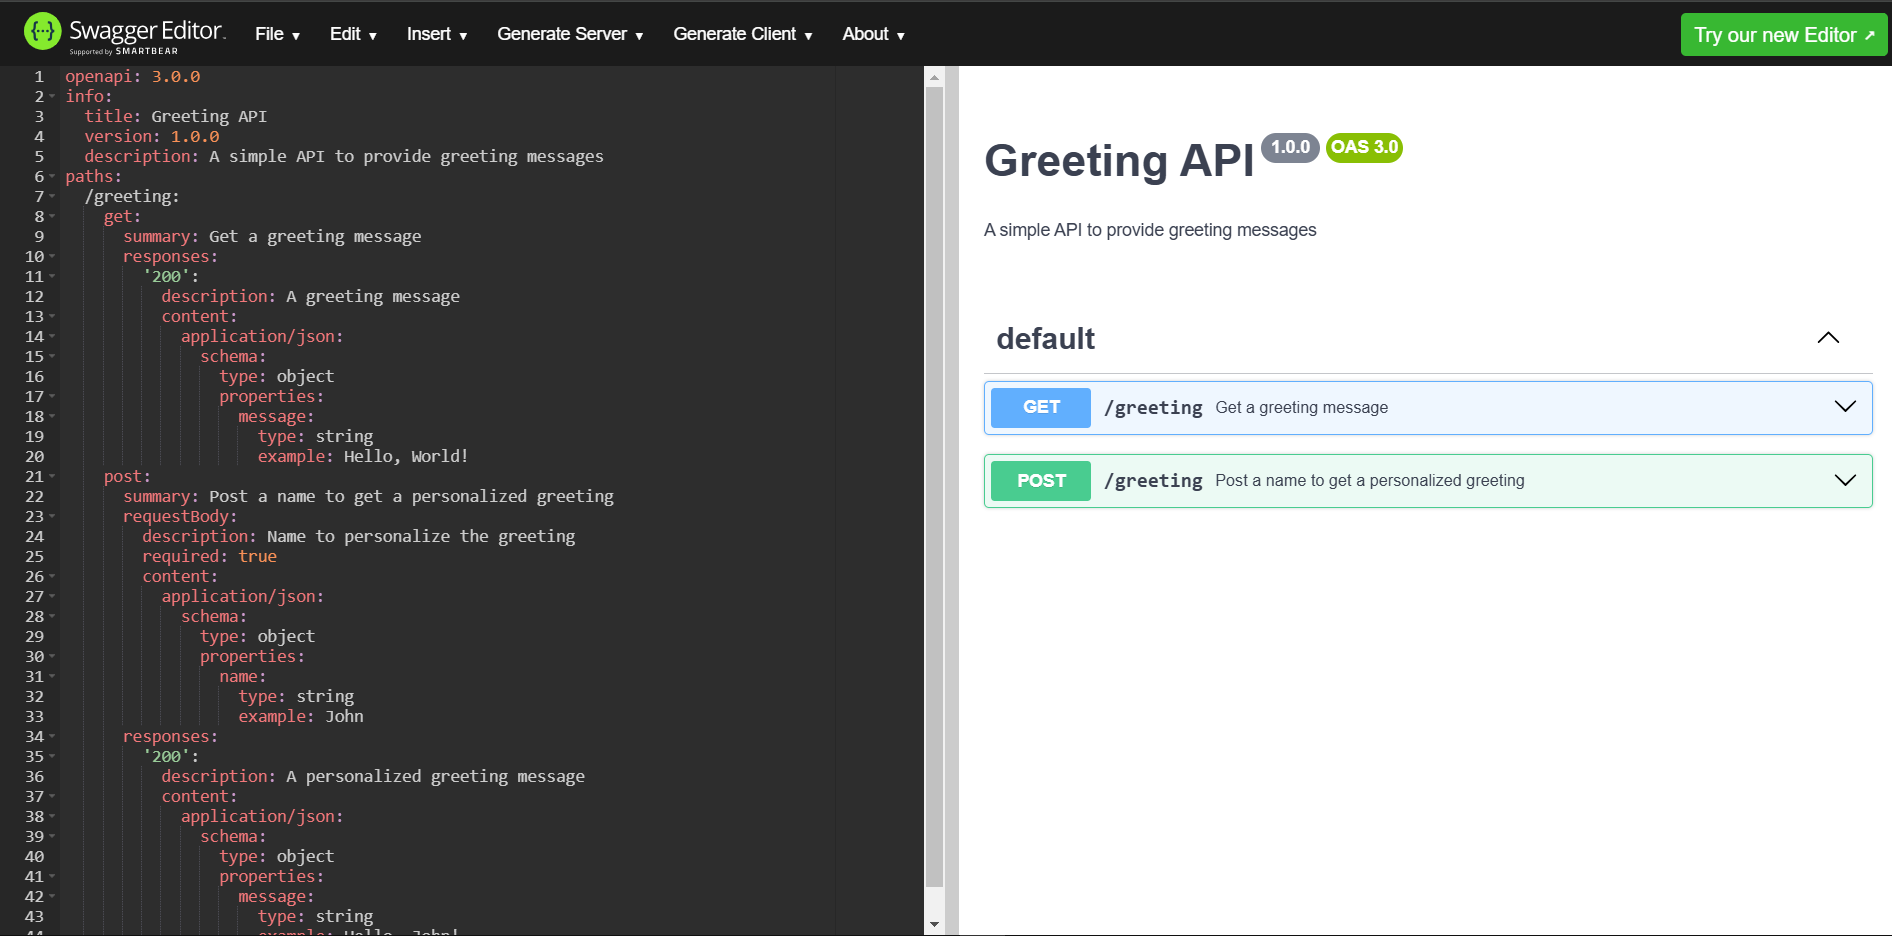 Swagger Editor.
Supported by SMARTBEAR
File ▾ Edit ▾ Insert ▾ Generate Server ▾ Generate Client ▾ About ▾
Try our new Editor ↗
1 openapi: 3.0.0
2 info:
3 title: Greeting API
4 version: 1.0.0
5 description: A simple API to provide greeting messages
6 paths:
7 /greeting:
8 get:
9 summary: Get a greeting message
10 responses:
11 '200':
12 description: A greeting message
13 content:
14 application/json:
15 schema:
16 type: object
17 properties:
18 message:
19 type: string
20 example: Hello, World!
21 post:
22 summary: Post a name to get a personalized greeting
23 requestBody:
24 description: Name to personalize the greeting
25 required: true
26 content:
27 application/json:
28 schema:
29 type: object
30 properties:
31 name:
32 type: string
33 example: John
34 responses:
35 '200':
36 description: A personalized greeting message
37 content:
38 application/json:
39 schema:
40 type: object
41 properties:
42 message:
43 type: string
44 example: Hello, John!
Greeting API 1.0.0 OAS 3.0
A simple API to provide greeting messages
default
GET /greeting Get a greeting message
POST /greeting Post a name to get a personalized greeting